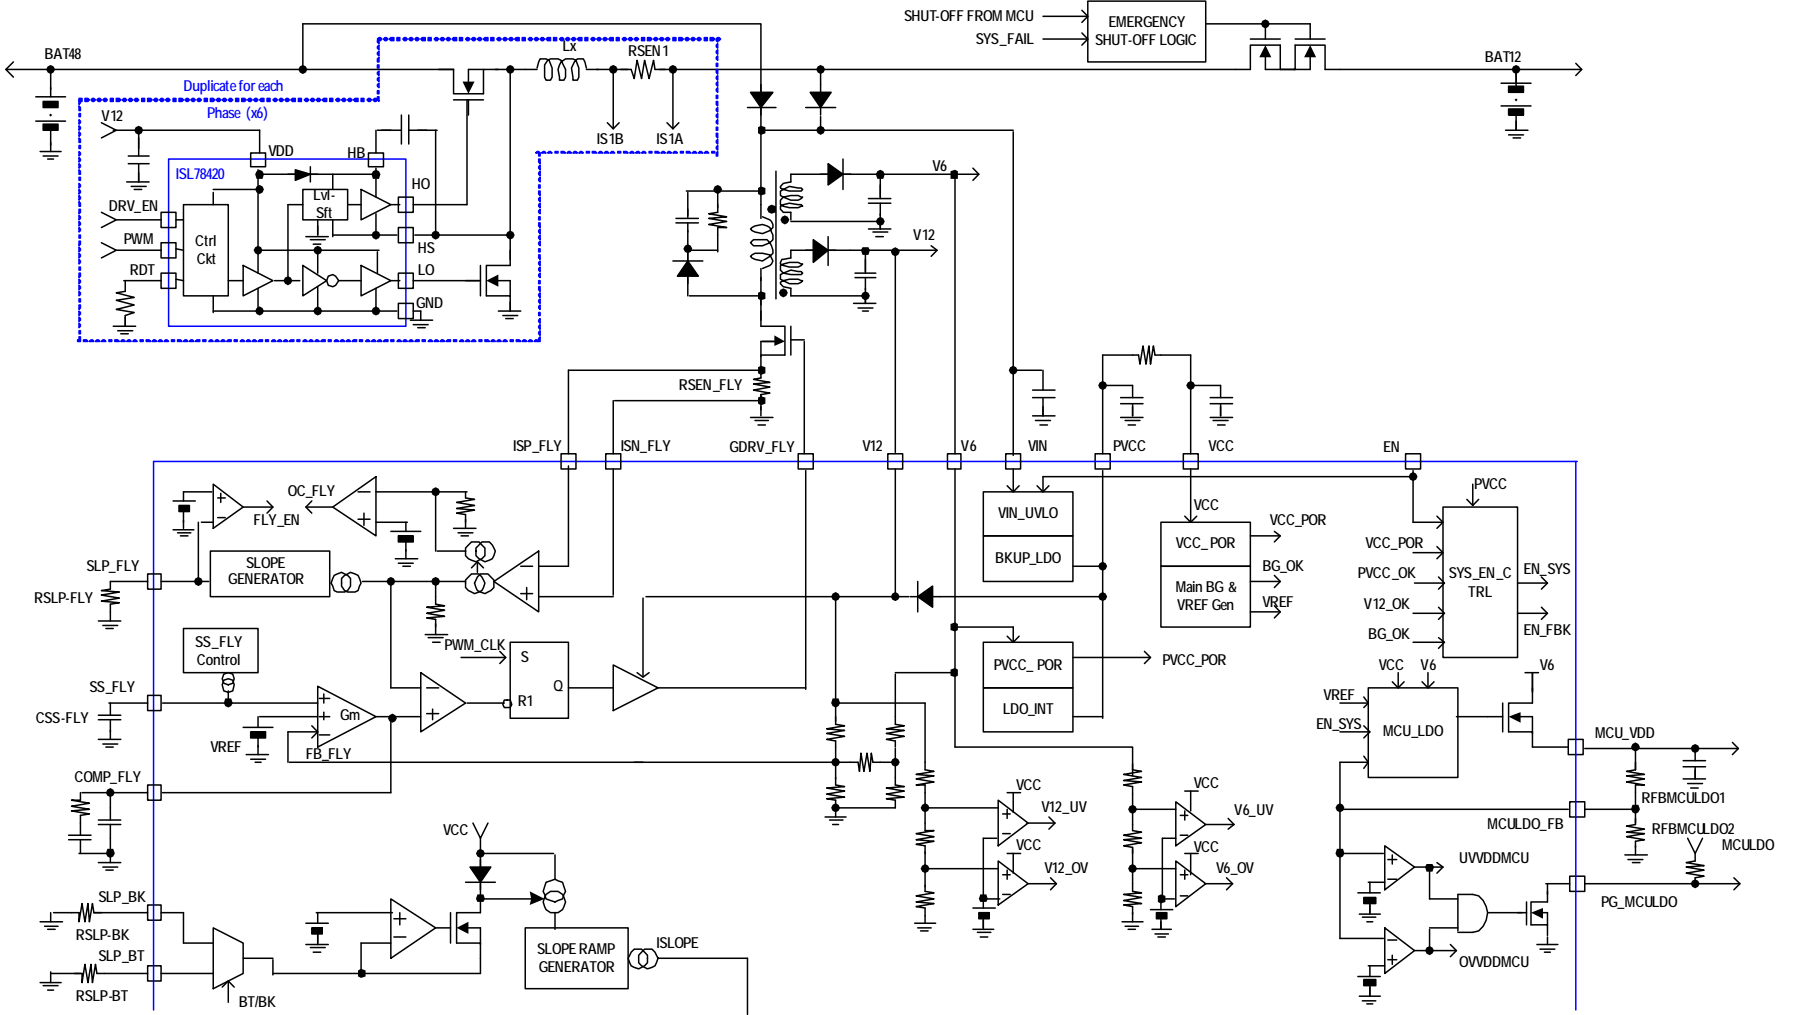 SHUT-OFF FROM MCU
SYS_FAIL
EMERGENCY
SHUT-OFF LOGIC
BAT48
Lx
RSEN1
BAT12
Duplicate for each
Phase (x6)
V12
IS1B
IS1A
VDD
HB
ISL78420
HO
Lvl-
Sft
DRV_EN
PWM
Ctrl
Ckt
HS
RDT
LO
GND
V6
V12
RSEN_FLY
ISP_FLY
ISN_FLY
GDRV_FLY
V12
V6
VIN
PVCC
VCC
EN
OC_FLY
FLY_EN
+
−
−
+
VIN_UVLO
BKUP_LDO
VCC
VCC_POR
Main BG &
VREF Gen
VCC_POR
BG_OK
VREF
PVCC
VCC_POR
PVCC_OK
V12_OK
BG_OK
SYS_EN_C
TRL
EN_SYS
EN_FBK
SLP_FLY
RSLP-FLY
SLOPE
GENERATOR
−
+
SS_FLY
Control
PWM_CLK
S
Q
R1
PVCC_POR
LDO_INT
PVCC_POR
SS_FLY
CSS-FLY
VREF
+
+
−
Gm
FB_FLY
−
+
VCC
V6
V6
VREF
EN_SYS
MCU_LDO
MCU_VDD
COMP_FLY
VCC
+
−
V12_UV
VCC
+
−
V12_OV
VCC
+
−
V6_UV
VCC
+
−
V6_OV
RFBMCULDO1
MCULDO_FB
RFBMCULDO2
MCULDO
+
−
UVVDDMCU
PG_MCULDO
−
+
OVVDDMCU
VCC
SLP_BK
RSLP-BK
SLP_BT
RSLP-BT
BT/BK
+
−
SLOPE RAMP
GENERATOR
ISLOPE